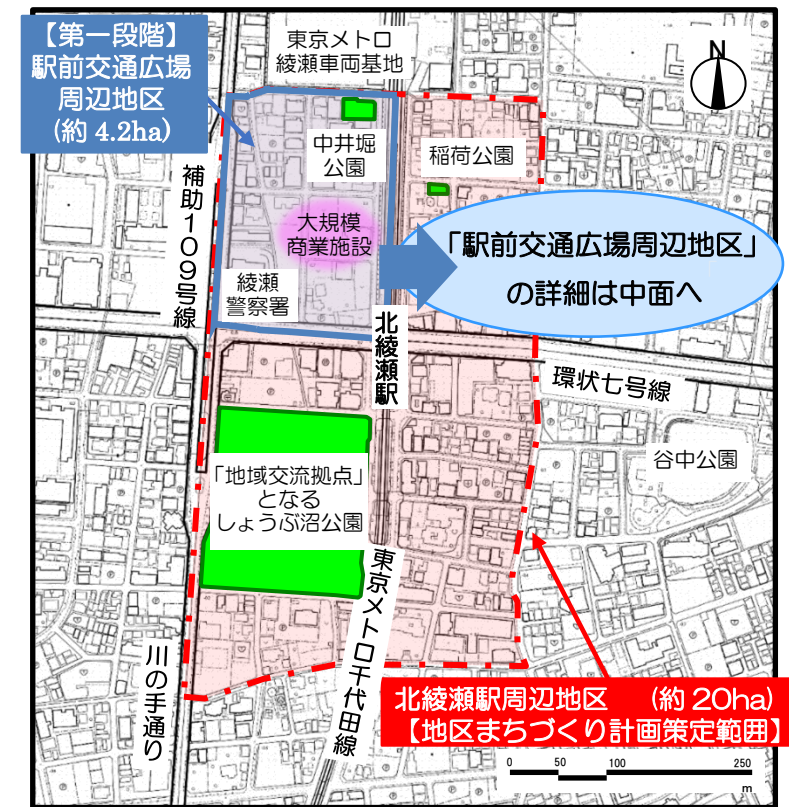 【第一段階】
駅前交通広場
周辺地区
(約 4.2ha)
東京メトロ
綾瀬車両基地
N
中井堀
公園
稲荷公園
補助109号線
大規模
商業施設
「駅前交通広場周辺地区」
の詳細は中面へ
綾瀬
警察署
北綾瀬駅
環状七号線
谷中公園
「地域交流拠点」
となる
しょうぶ沼公園
東京メトロ千代田線
川の手通り
北綾瀬駅周辺地区 (約20ha)
【地区まちづくり計画策定範囲】
0 50 100 250
m